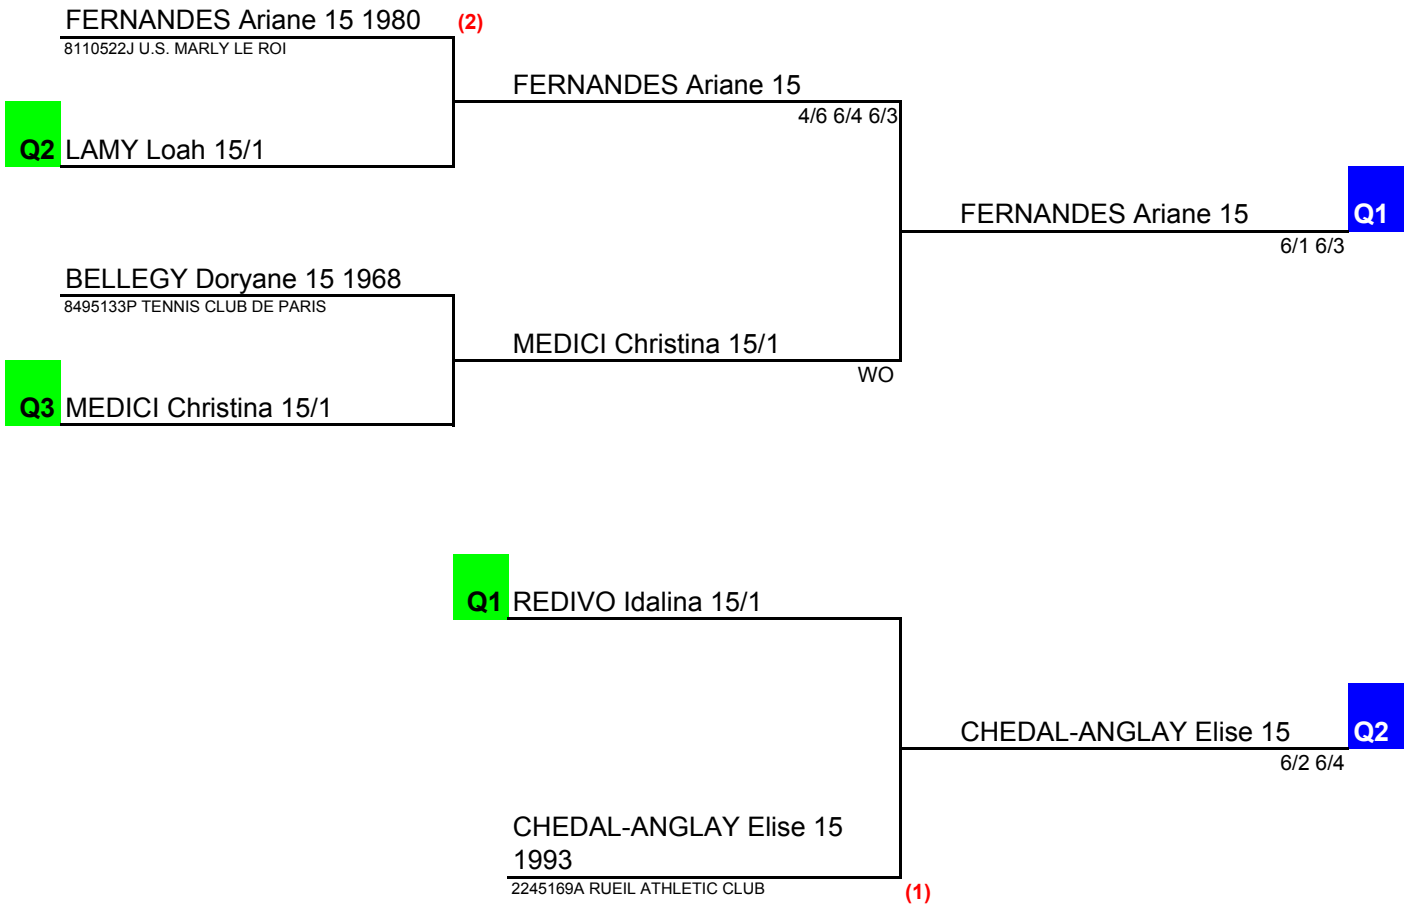 FERNANDES Ariane 15 1980 (2)
8110522J U.S. MARLY LE ROI
FERNANDES Ariane 15
4/6 6/4 6/3
Q2 LAMY Loah 15/1
FERNANDES Ariane 15 Q1
6/1 6/3
BELLEGY Doryane 15 1968
8495133P TENNIS CLUB DE PARIS
MEDICI Christina 15/1
WO
Q3 MEDICI Christina 15/1
Q1 REDIVO Idalina 15/1
CHEDAL-ANGLAY Elise 15 Q2
6/2 6/4
CHEDAL-ANGLAY Elise 15
1993
2245169A RUEIL ATHLETIC CLUB (1)